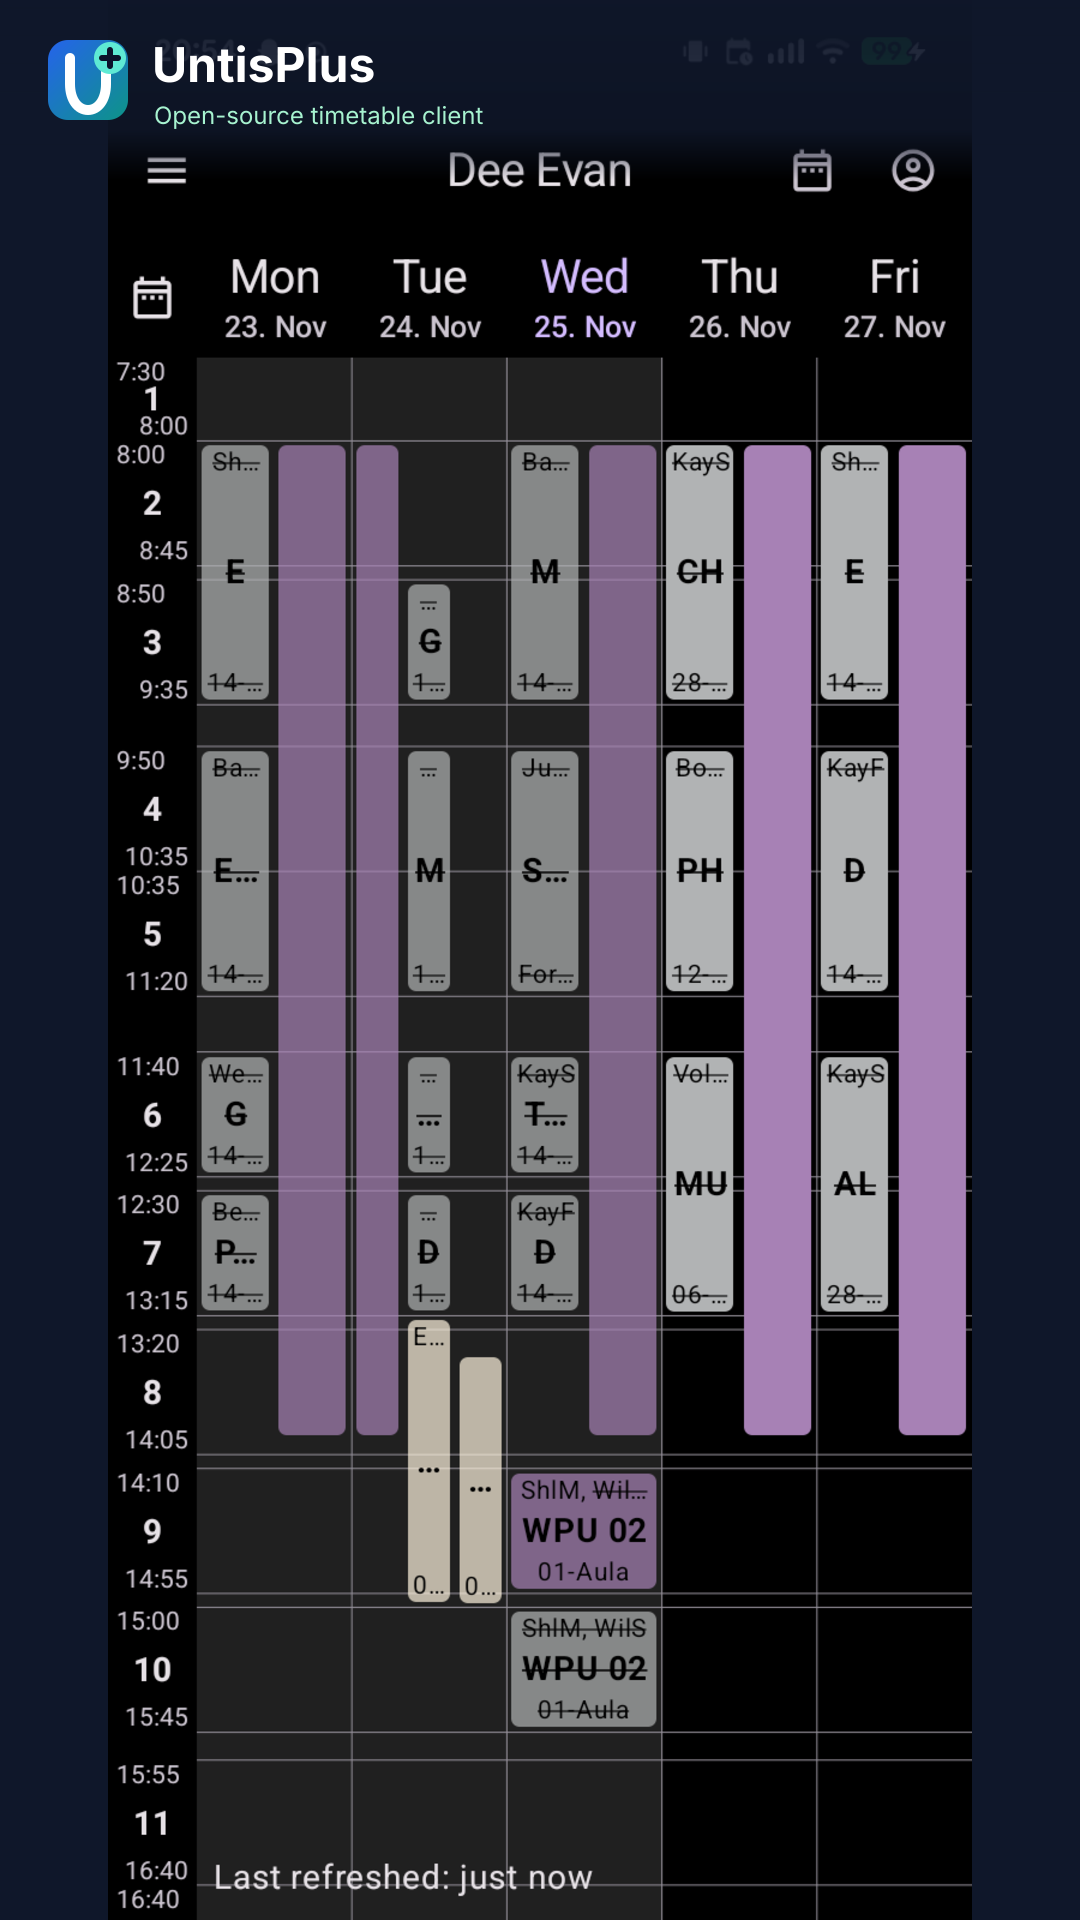 UntisPlus
Open-source timetable client
Dee Evan
99
Mon Tue Wed Thu Fri
23. Nov 24. Nov 25. Nov 26. Nov 27. Nov
7:30
1
8:00
8:00
Sh... Ba... KayS Sh...
2
8:45
E M CH E
8:50
...
3
G
9:35
14-... 1... 14-... 28-... 14-...
9:50
Ba... ... Ju... Bo... KayF
4
10:35
E... M S... PH D
10:35
5
11:20
14-... 1... For... 12-... 14-...
11:40
We... ... KayS Vol... KayS
6
G ... T...
12:25
14-... 1... 14-...
MU AL
12:30
Be... ... KayF
7
P... D D
13:15
14-... 1... 14-... 06-... 28-...
13:20
E...
8
14:05
... ...
14:10
ShlM, Wil...
9
WPU 02
14:55
0... 0... 01-Aula
15:00
ShlM, WilS
10
WPU 02
15:45
01-Aula
15:55
11
16:40
Last refreshed: just now
16:40